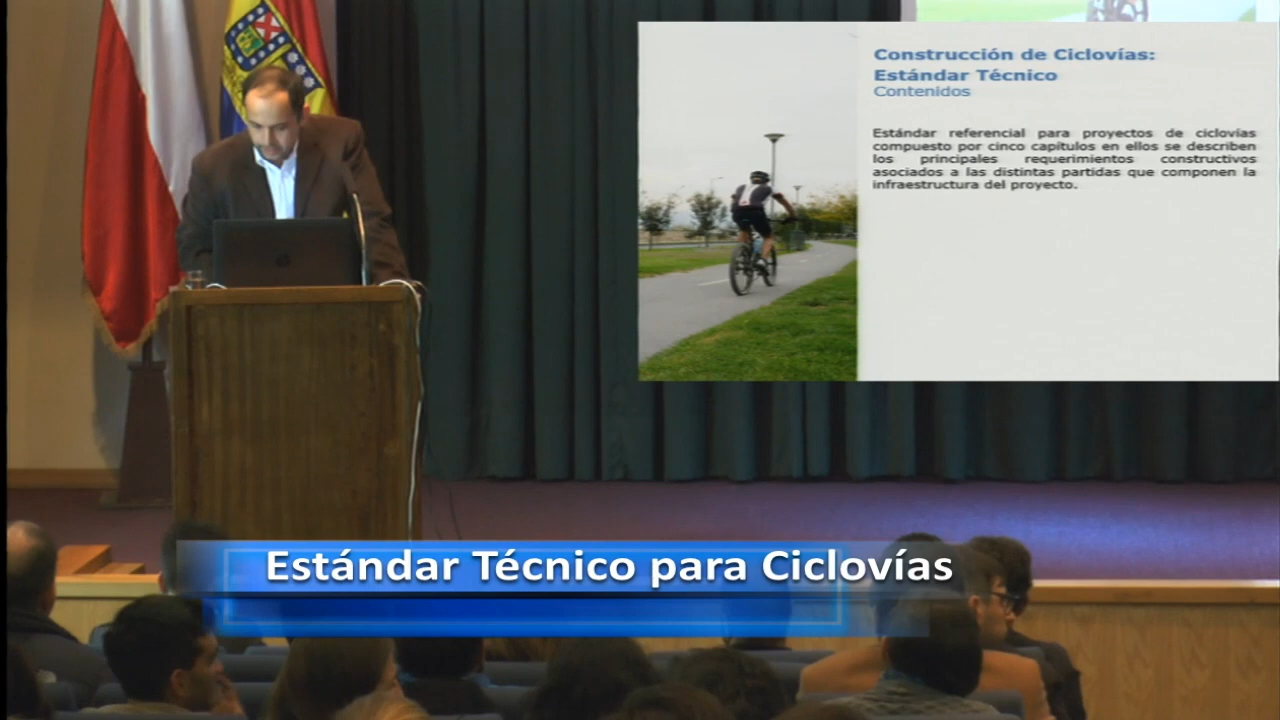 Construcción de Ciclovías:
Estándar Técnico
Contenidos
Estándar referencial para proyectos de ciclovías
compuesto por cinco capítulos en ellos se describen
los principales requerimientos constructivos
asociados a las distintas partidas que componen la
infraestructura del proyecto.
Estándar Técnico para Ciclovías